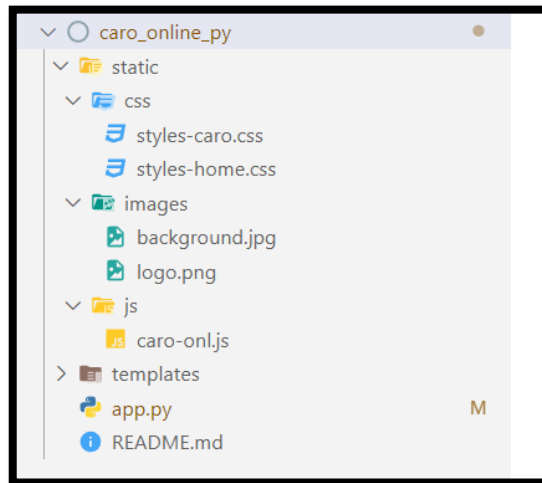 caro_online_py
static
css
styles-caro.css
styles-home.css
images
background.jpg
logo.png
js
caro-onl.js
templates
app.py M
README.md